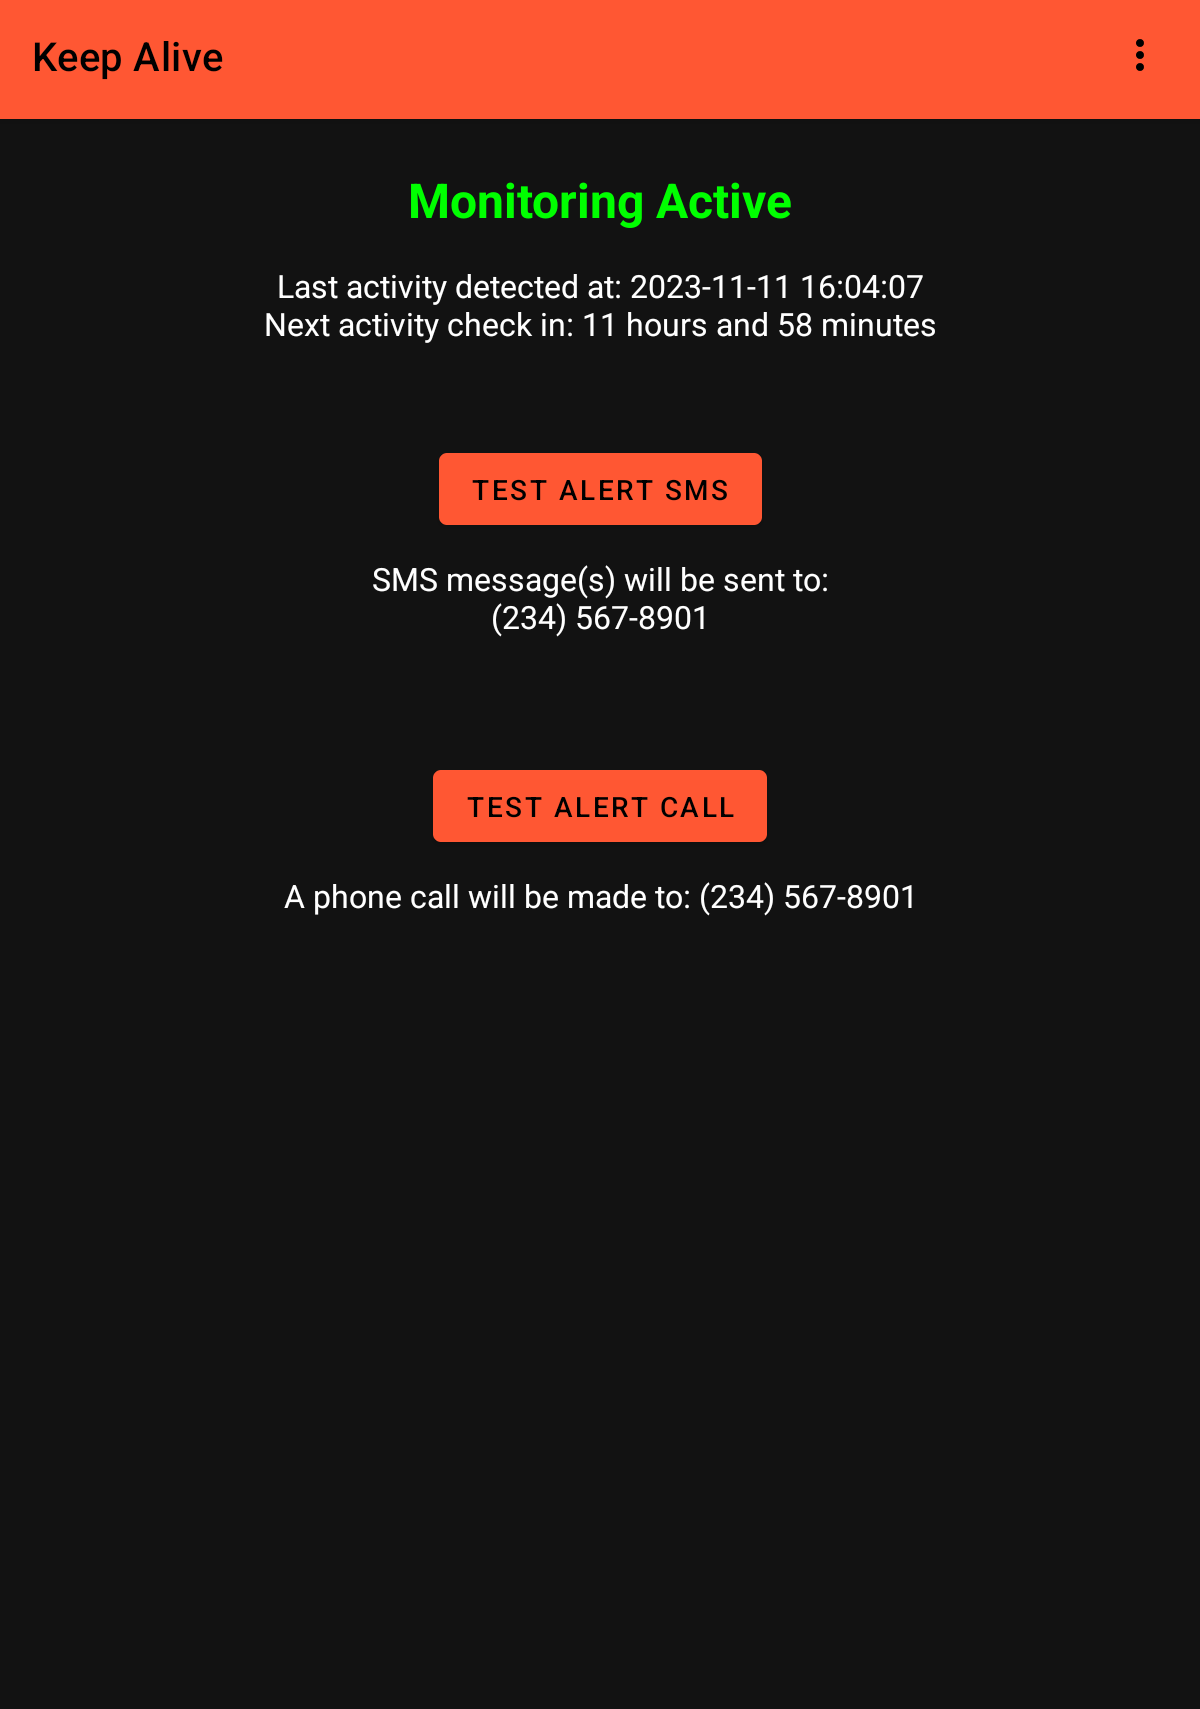 Keep Alive
Monitoring Active
Last activity detected at: 2023-11-11 16:04:07
Next activity check in: 11 hours and 58 minutes
TEST ALERT SMS
SMS message(s) will be sent to:
(234) 567-8901
TEST ALERT CALL
A phone call will be made to: (234) 567-8901